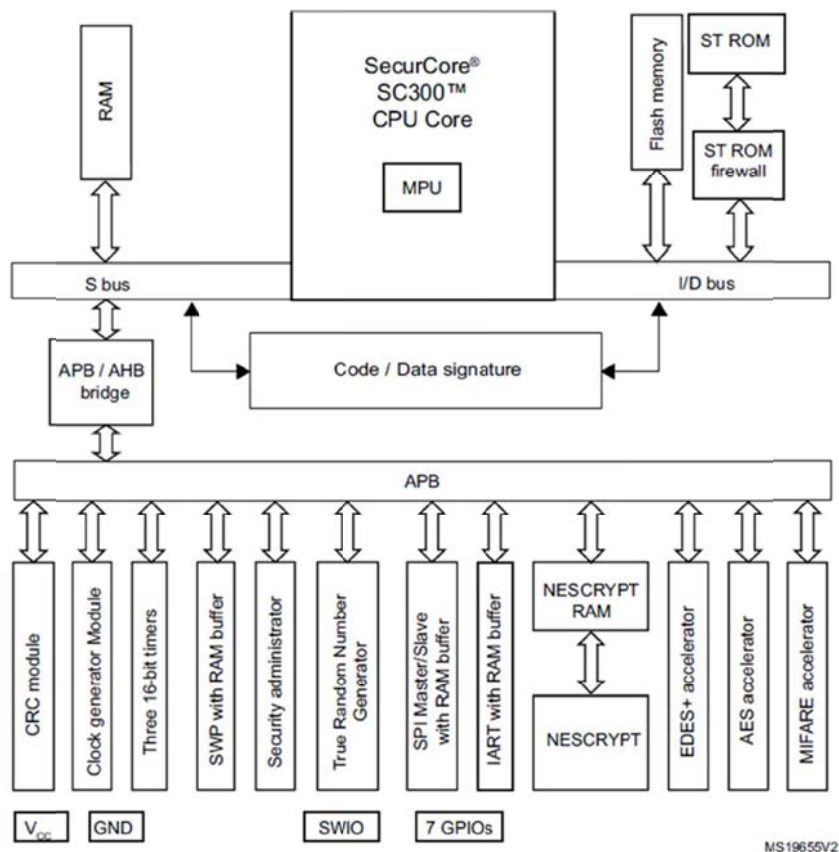 RAM
SecurCore®
SC300™
CPU Core
MPU
Flash memory
ST ROM
ST ROM
firewall
S bus
I/D bus
APB / AHB
bridge
Code / Data signature
APB
CRC module
Clock generator Module
Three 16-bit timers
SWP with RAM buffer
Security administrator
True Random Number
Generator
SPI Master/Slave
with RAM buffer
IART with RAM buffer
NESCRYPT
RAM
NESCRYPT
EDES+ accelerator
AES accelerator
MIFARE accelerator
VCC
GND
SWIO
7 GPIOs
MS19655V2